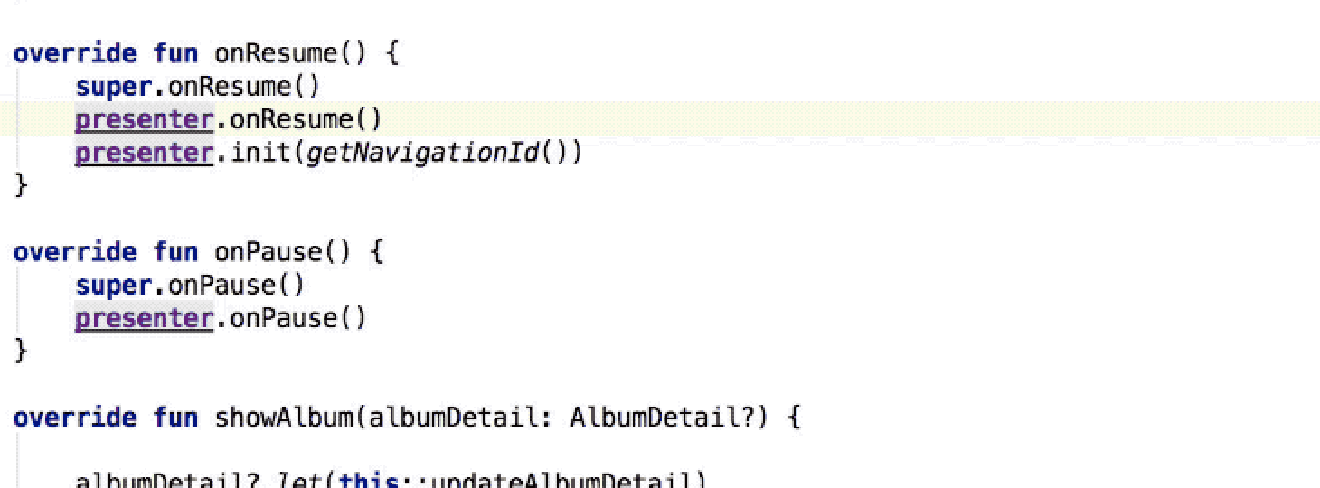 override fun onResume() {
    super.onResume()
    presenter.onResume()
    presenter.init(getNavigationId())
}
override fun onPause() {
    super.onPause()
    presenter.onPause()
}
override fun showAlbum(albumDetail: AlbumDetail?) {
    albumDetail?.let(this::updateAlbumDetail)